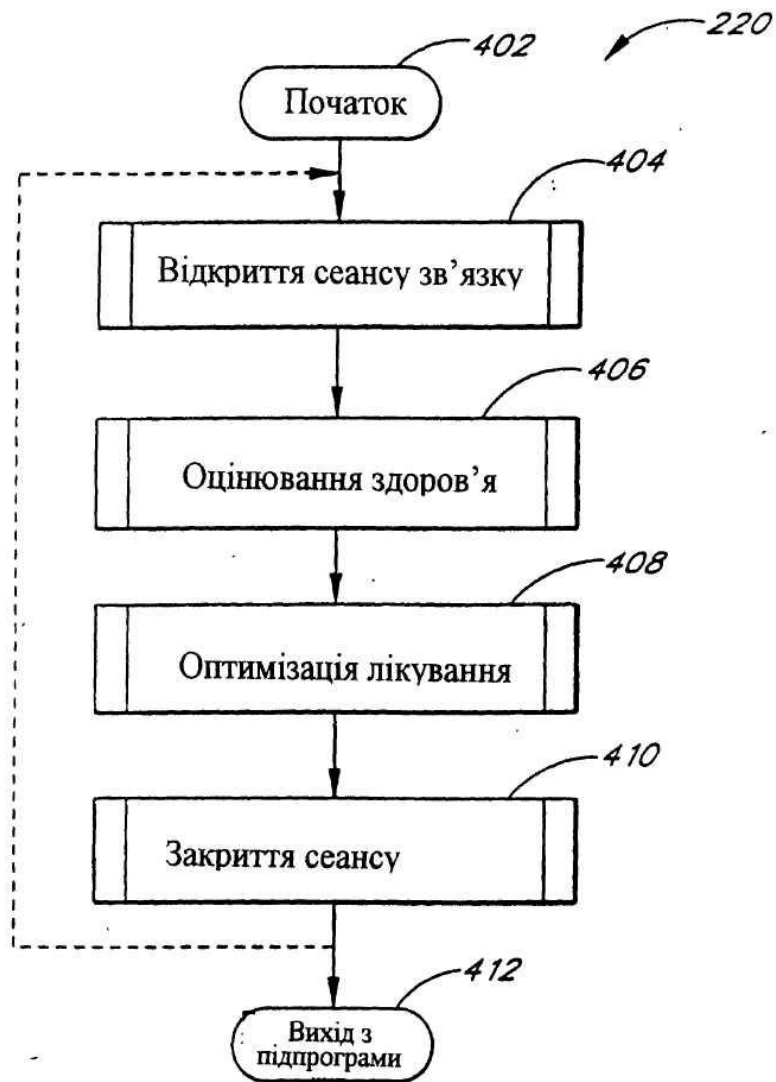 220
402
Початок
404
Відкриття сеансу зв’язку
406
Оцінювання здоров’я
408
Оптимізація лікування
410
Закриття сеансу
412
Вихід з
підпрограми